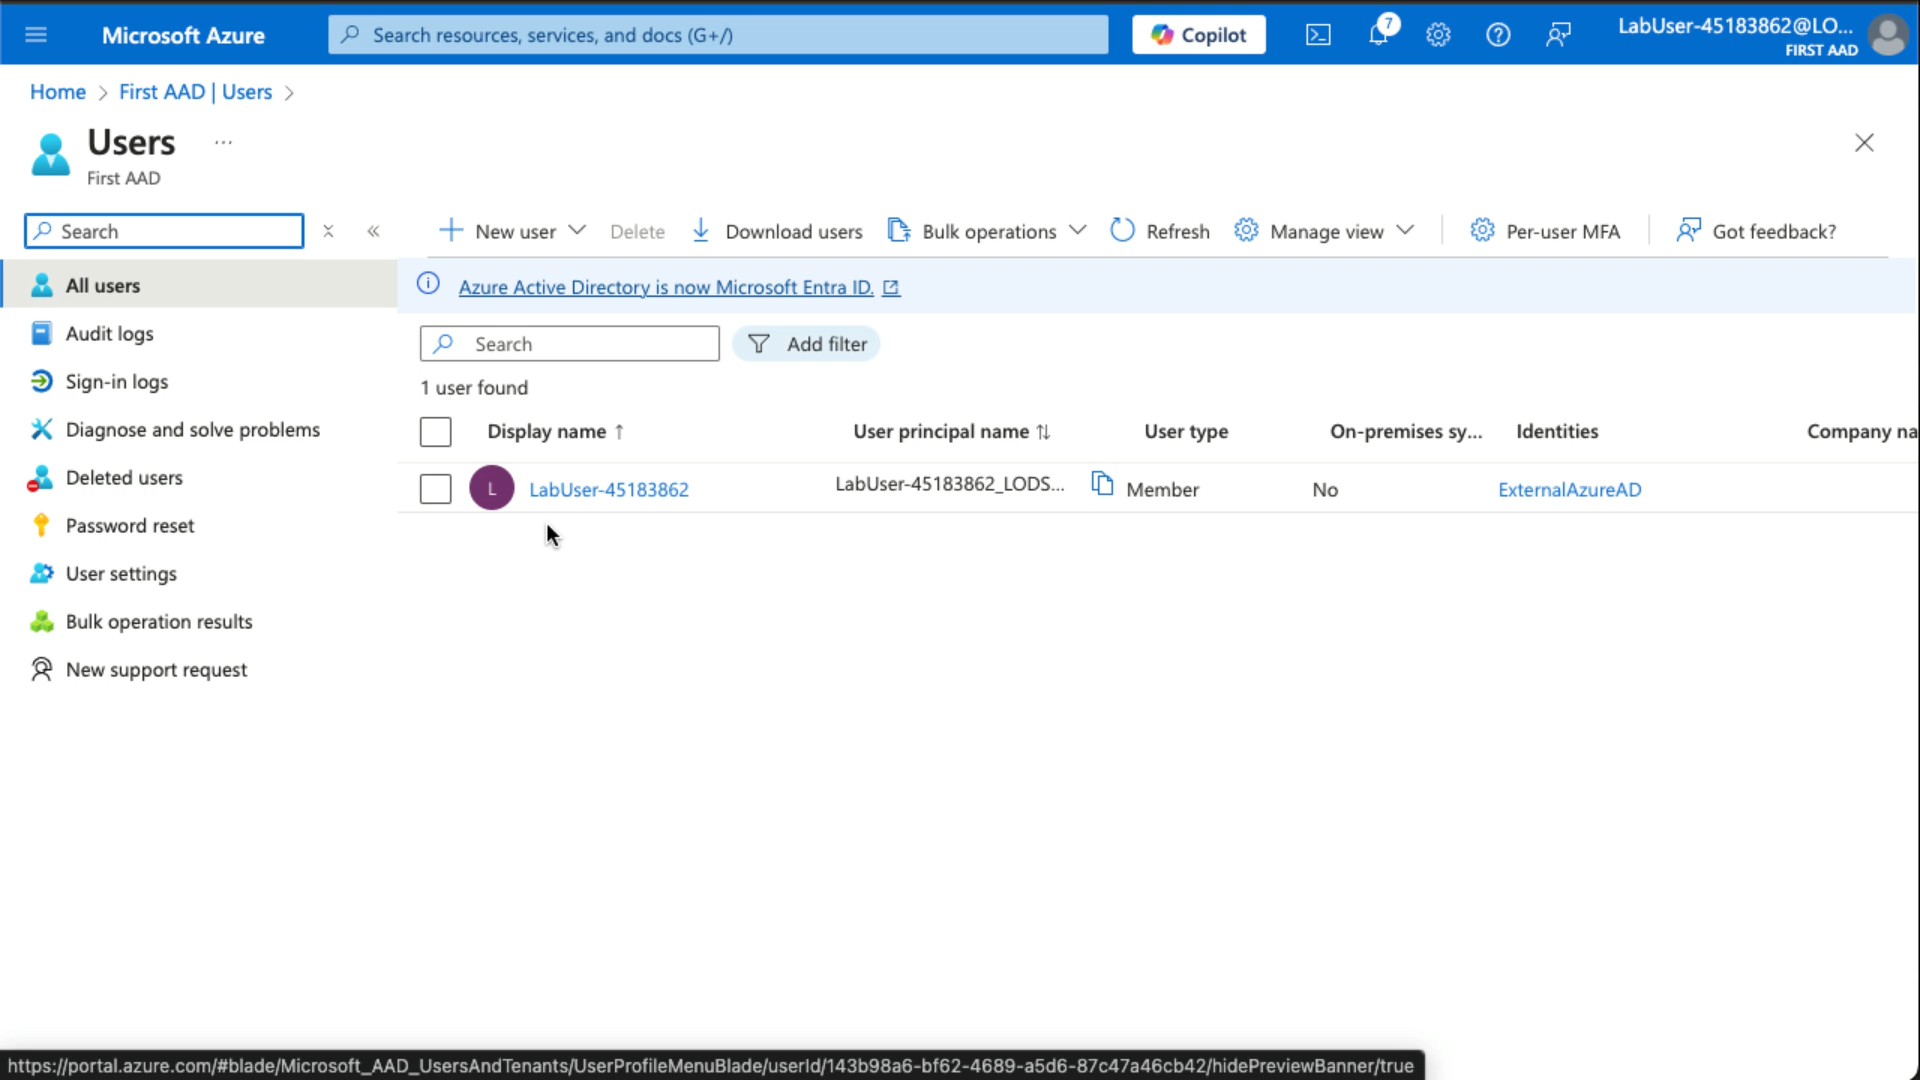 Microsoft Azure
Search resources, services, and docs (G+/)
Copilot
7
LabUser-45183862@LO...
FIRST AAD
Home > First AAD | Users >
Users ...
First AAD
Search
New user
Delete
Download users
Bulk operations
Refresh
Manage view
Per-user MFA
Got feedback?
All users
Audit logs
Sign-in logs
Diagnose and solve problems
Deleted users
Password reset
User settings
Bulk operation results
New support request
Azure Active Directory is now Microsoft Entra ID.
Search
Add filter
1 user found
Display name ↑ User principal name ↑↓ User type On-premises sy... Identities Company na
L LabUser-45183862 LabUser-45183862_LODS... Member No ExternalAzureAD
https://portal.azure.com/#blade/Microsoft_AAD_UsersAndTenants/UserProfileMenuBlade/userId/143b98a6-bf62-4689-a5d6-87c47a46cb42/hidePreviewBanner/true